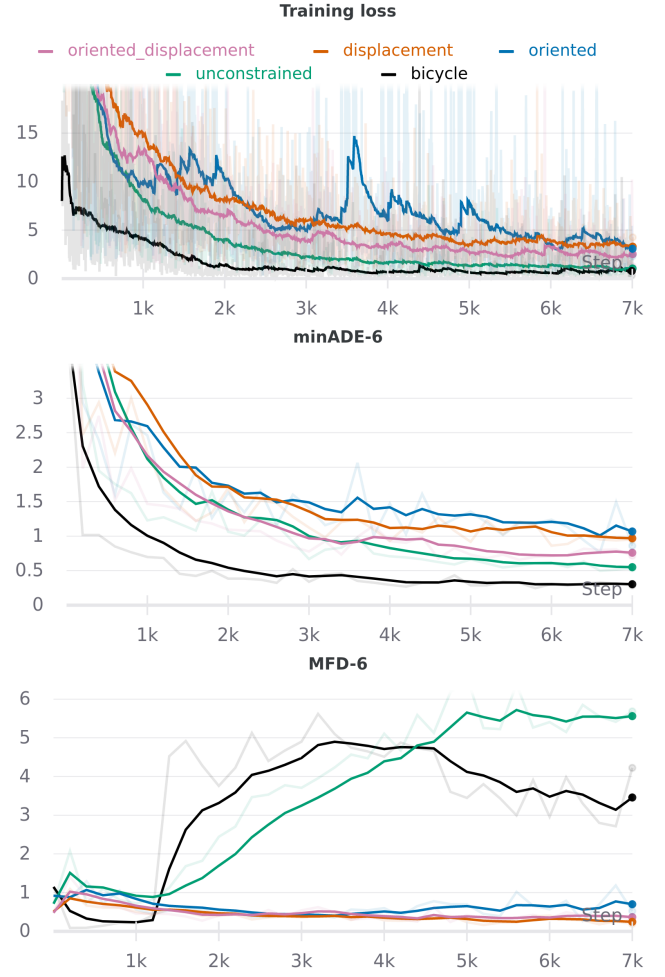 Training loss
oriented_displacement displacement oriented
unconstrained bicycle
15
10
5
0
Step
1k 2k 3k 4k 5k 6k 7k
minADE-6
3
2.5
2
1.5
1
0.5
0
Step
1k 2k 3k 4k 5k 6k 7k
MFD-6
6
5
4
3
2
1
0
Step
1k 2k 3k 4k 5k 6k 7k